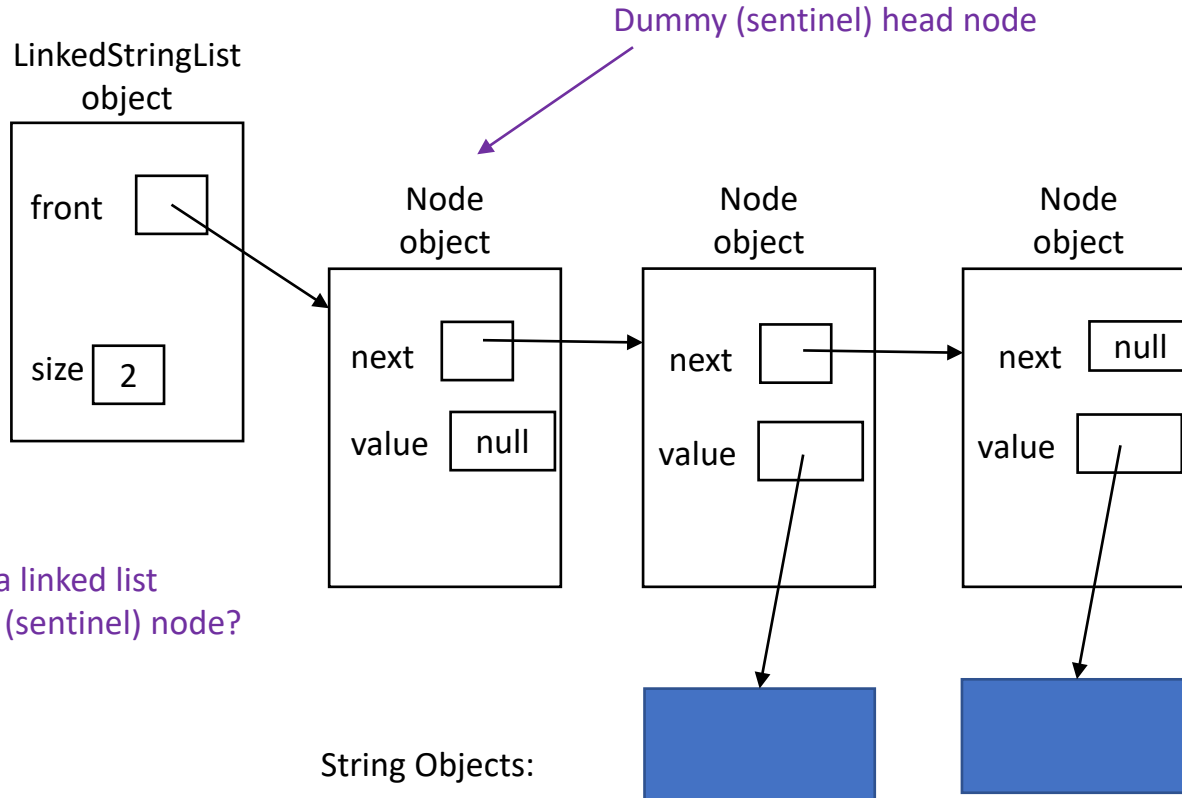 Dummy (sentinel) head node
LinkedStringList
object
front
size
2
Node
object
next
value
null
Node
object
next
value
Node
object
next
null
value
a linked list
(sentinel) node?
String Objects: